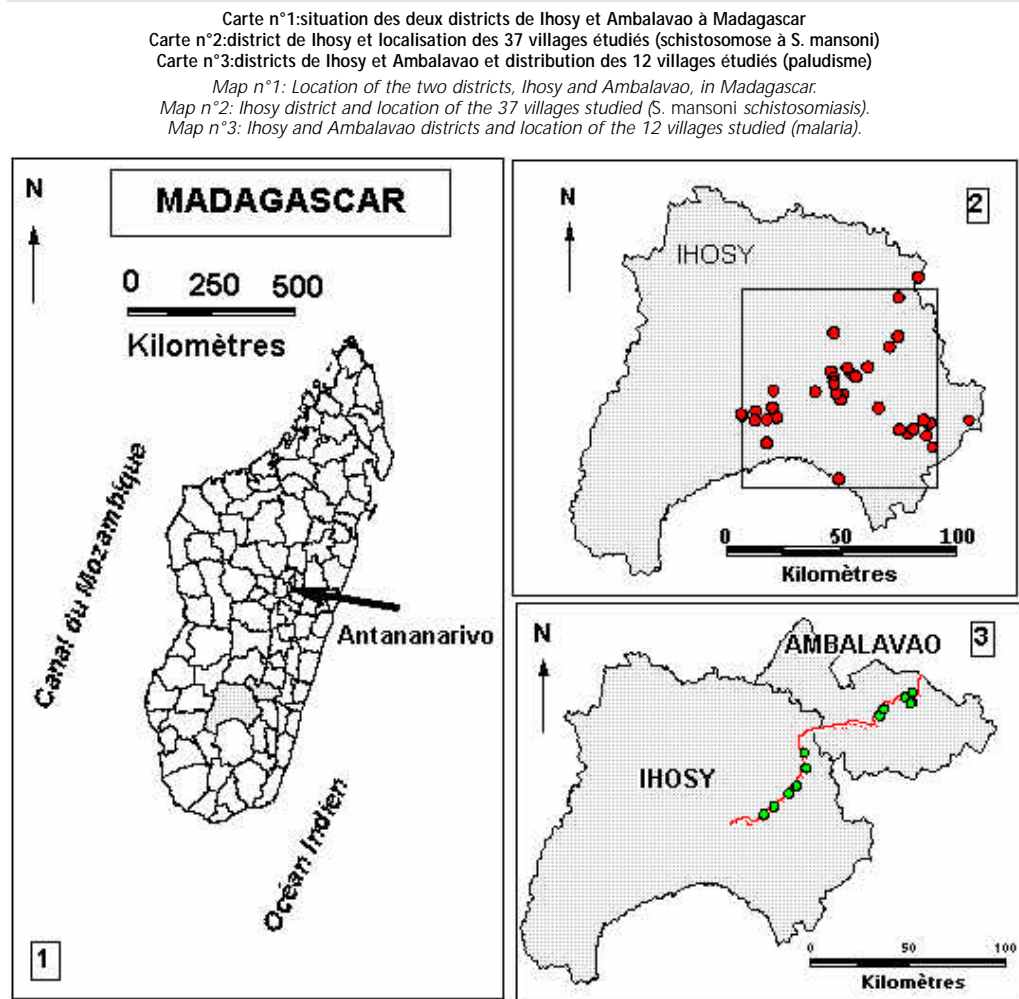 Carte n°1:situation des deux districts de Ihosy et Ambalavao à Madagascar
Carte n°2:district de Ihosy et localisation des 37 villages étudiés (schistosomose à S. mansoni)
Carte n°3:districts de Ihosy et Ambalavao et distribution des 12 villages étudiés (paludisme)
Map n°1: Location of the two districts, Ihosy and Ambalavao, in Madagascar.
Map n°2: Ihosy district and location of the 37 villages studied (S. mansoni schistosomiasis).
Map n°3: Ihosy and Ambalavao districts and location of the 12 villages studied (malaria).
N
MADAGASCAR
0 250 500
Kilomètres
Canal du Mozambique
Antananarivo
Océan Indien
1
N
2
IHOSY
0 50 100
Kilomètres
N
AMBALAVAO
3
IHOSY
0 50 100
Kilomètres